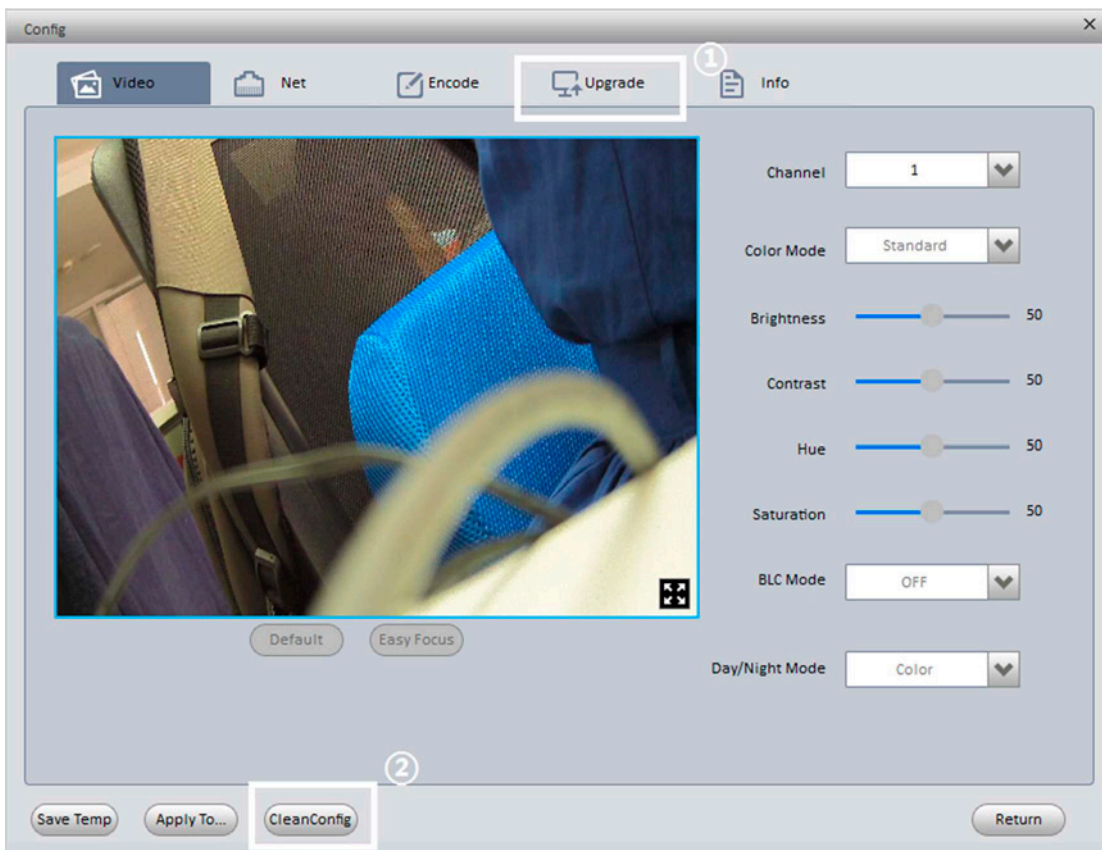 Config
Video Net Encode Upgrade Info
①
Channel 1
Color Mode Standard
Brightness 50
Contrast 50
Hue 50
Saturation 50
BLC Mode OFF
Day/Night Mode Color
Default Easy Focus
②
Save Temp Apply To... CleanConfig Return